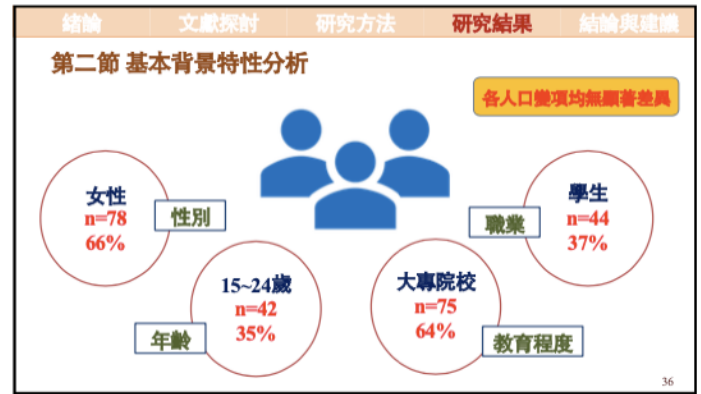 緒論 文獻探討 研究方法 研究結果 結論與建議
第二節 基本背景特性分析
各人口變項均無顯著差異
女性
n=78
66%
性別
15~24歲
n=42
35%
年齡
大專院校
n=75
64%
教育程度
學生
n=44
37%
職業
36